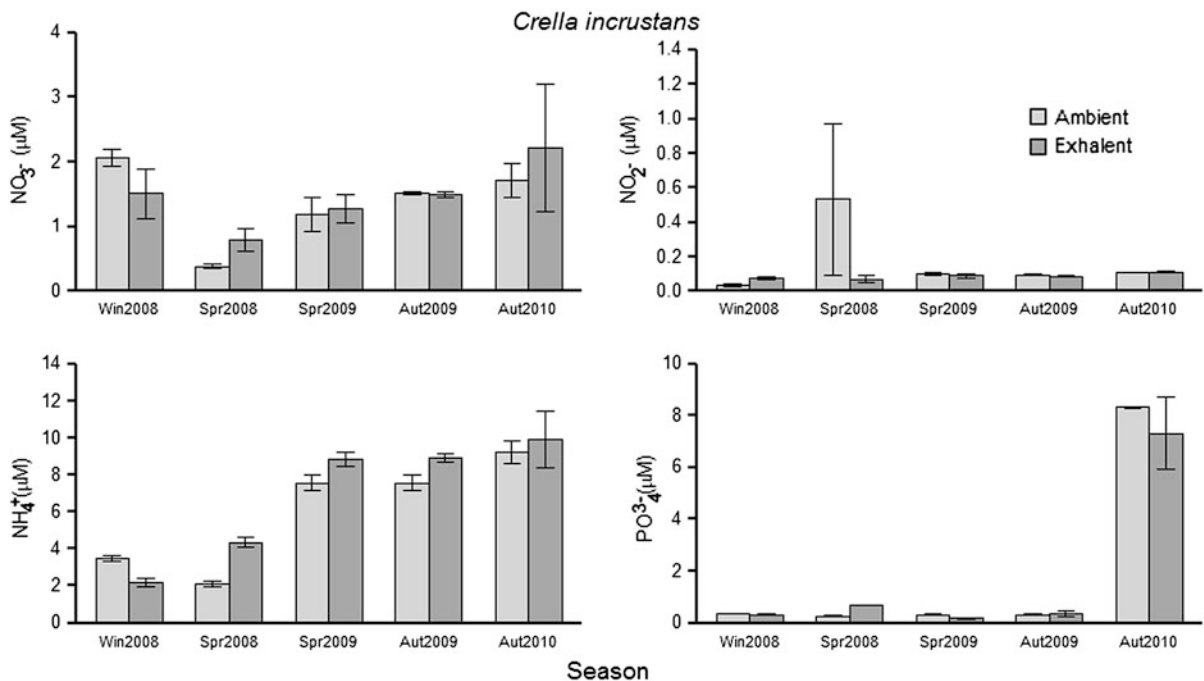 Crella incrustans
NO3- (µM)
4
3
2
1
0
Win2008 Spr2008 Spr2009 Aut2009 Aut2010
NO2- (µM)
1.4
1.2
1.0
0.8
0.6
0.4
0.2
0.0
Ambient
Exhalent
Win2008 Spr2008 Spr2009 Aut2009 Aut2010
NH4+(µM)
14
12
10
8
6
4
2
0
Win2008 Spr2008 Spr2009 Aut2009 Aut2010
PO43-(µM)
10
8
6
4
2
0
Win2008 Spr2008 Spr2009 Aut2009 Aut2010
Season